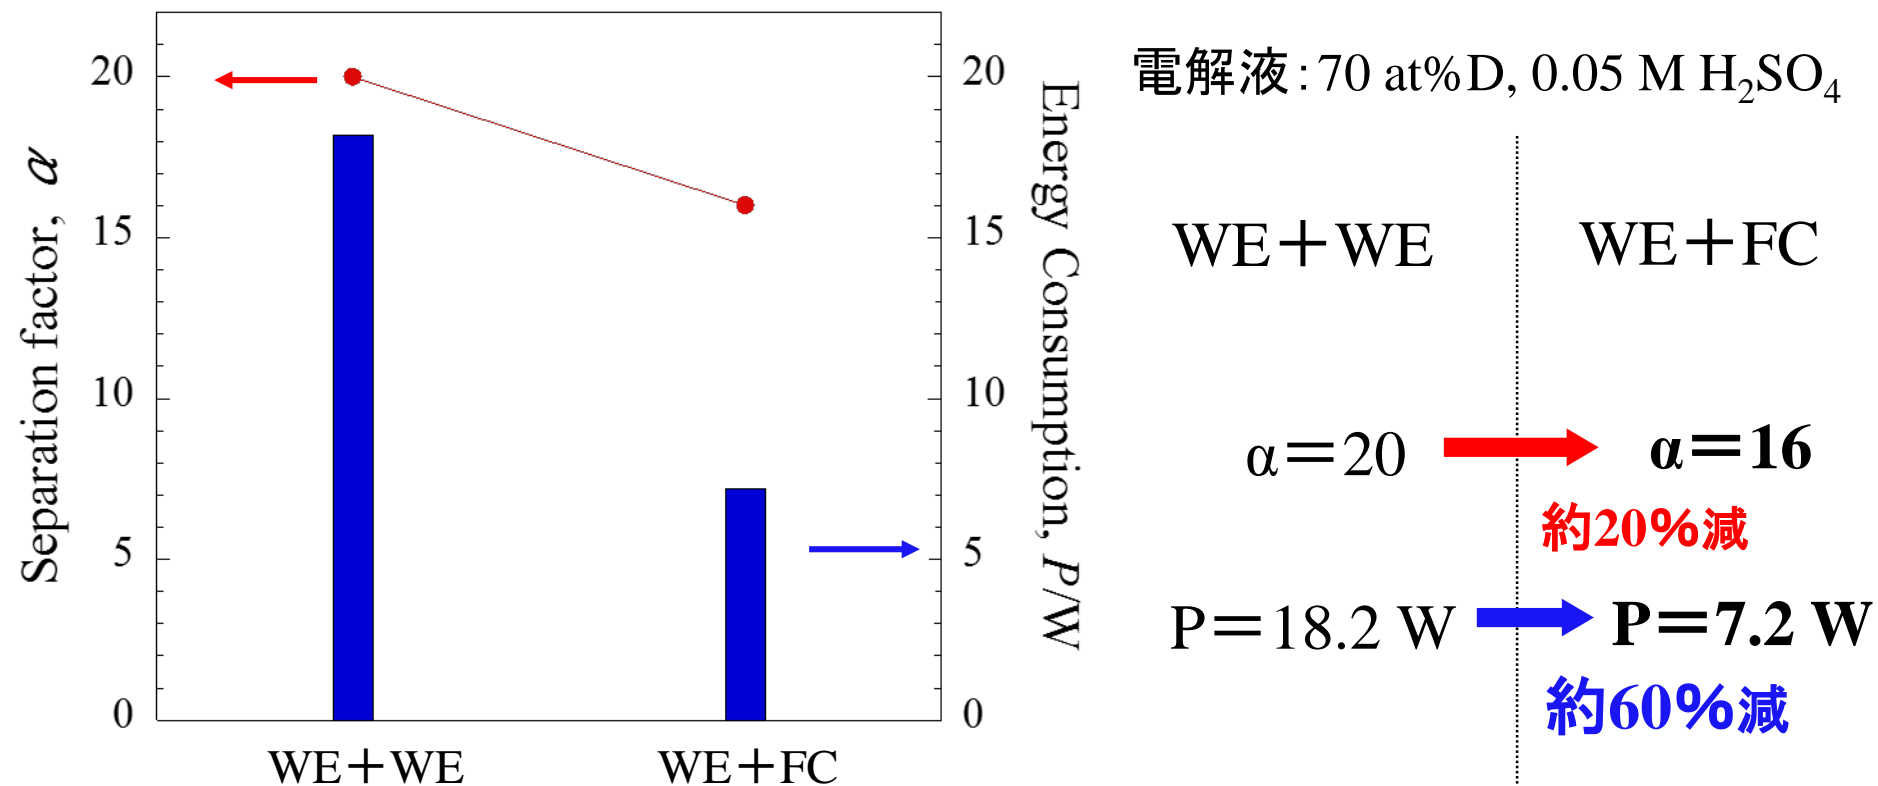 Separation factor, α
20
15
10
5
0
WE＋WE
WE＋FC
20
15
10
5
0
Energy Consumption, P/W
電解液：70 at%D, 0.05 M H₂SO₄
WE＋WE
WE＋FC
α＝20
α＝16
約20%減
P＝18.2 W
P＝7.2 W
約60%減